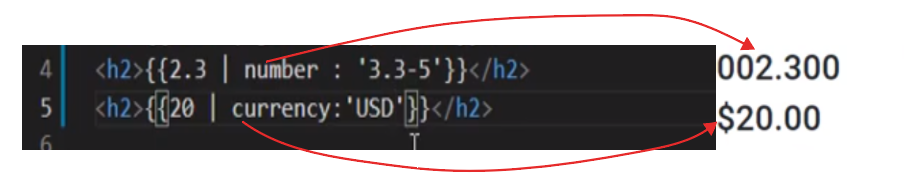 4 <h2>{{2.3 | number : '3.3-5'}}</h2>
002.300
5 <h2>{{20 | currency:'USD'}}</h2>
$20.00
6